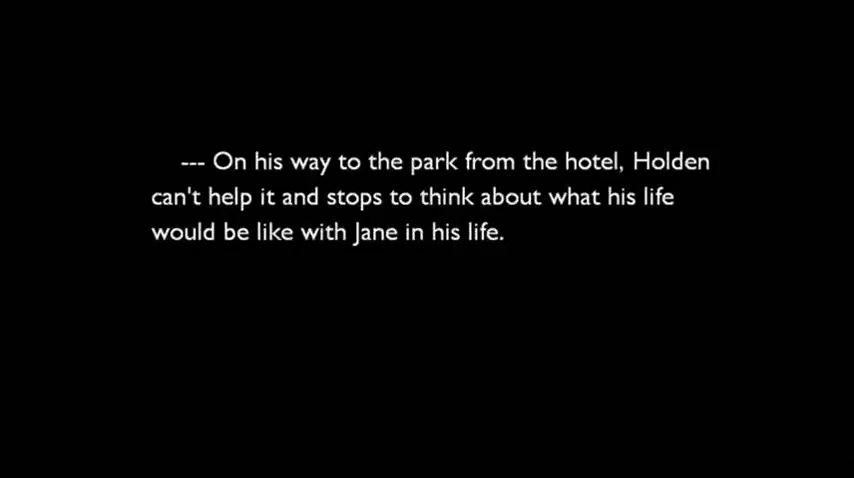 --- On his way to the park from the hotel, Holden
can't help it and stops to think about what his life
would be like with Jane in his life.